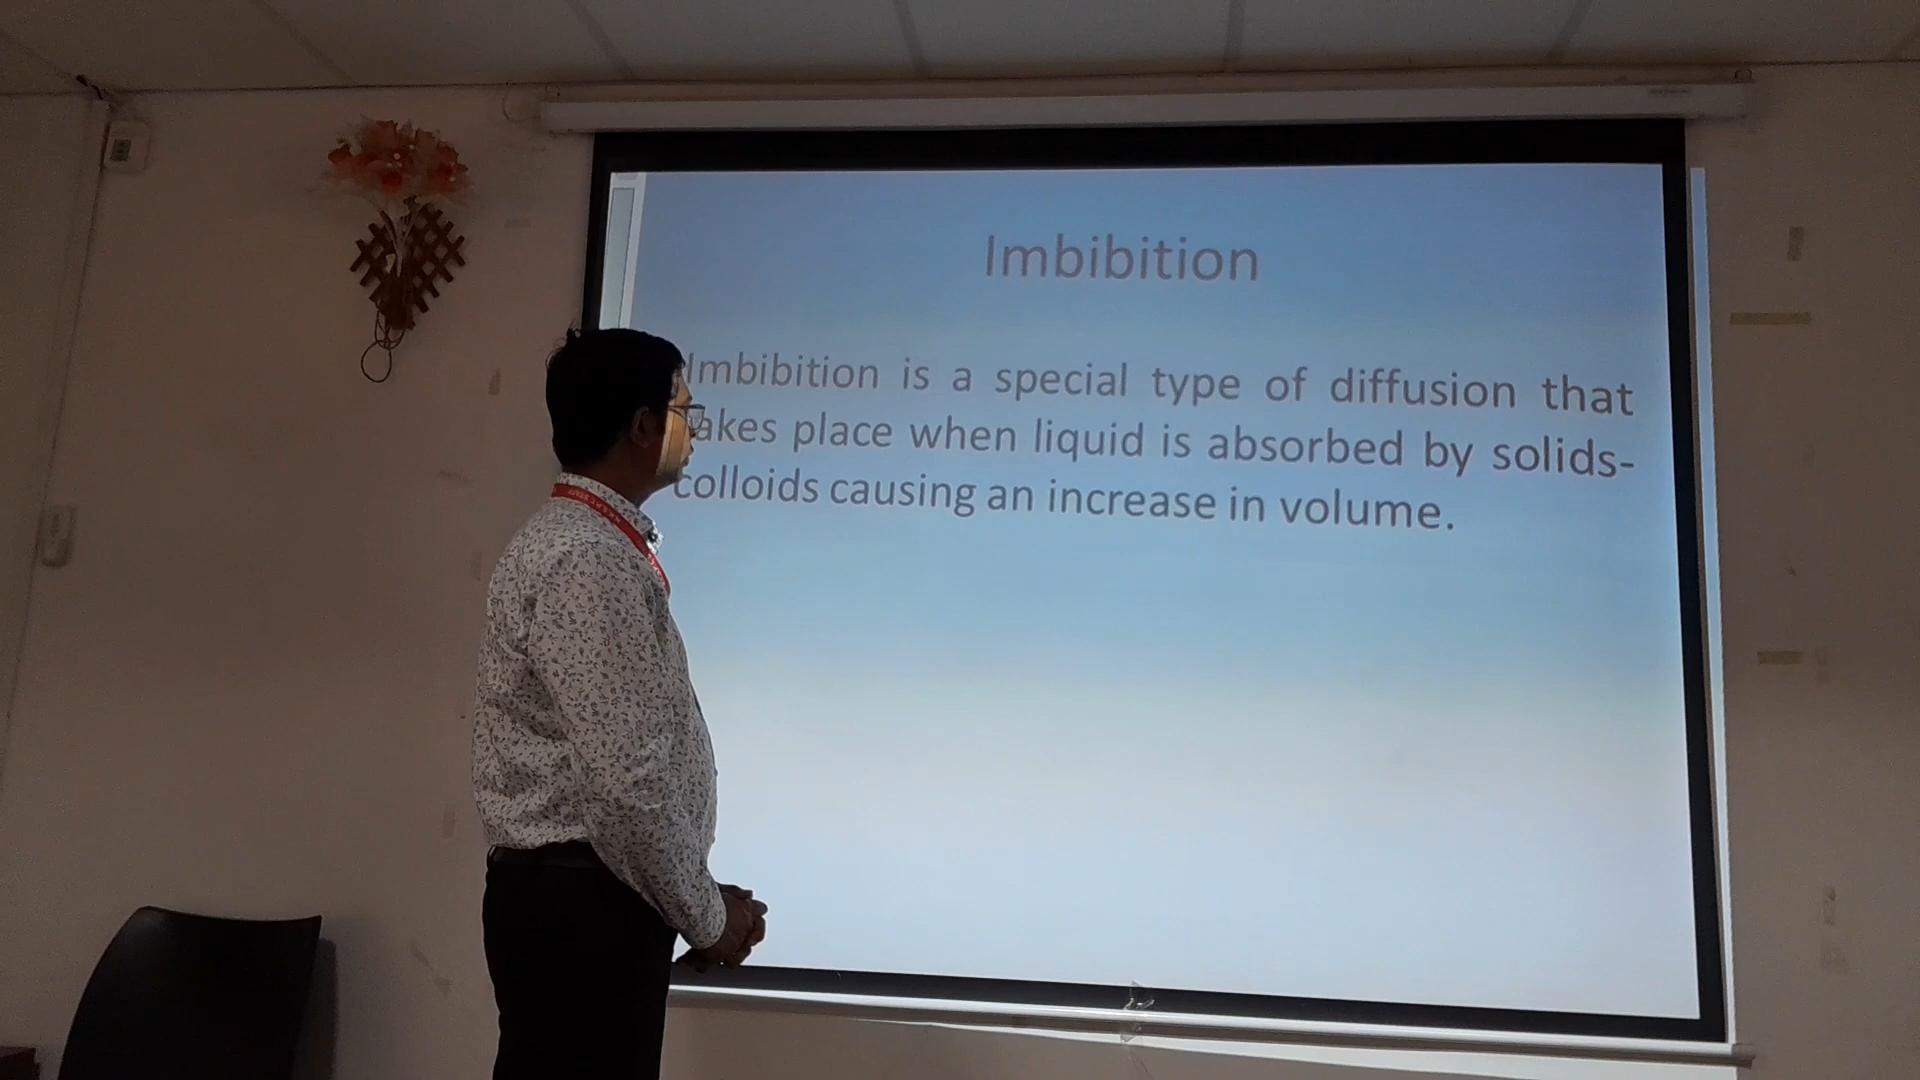 Imbibition
Imbibition is a special type of diffusion that
takes place when liquid is absorbed by solids-
colloids causing an increase in volume.